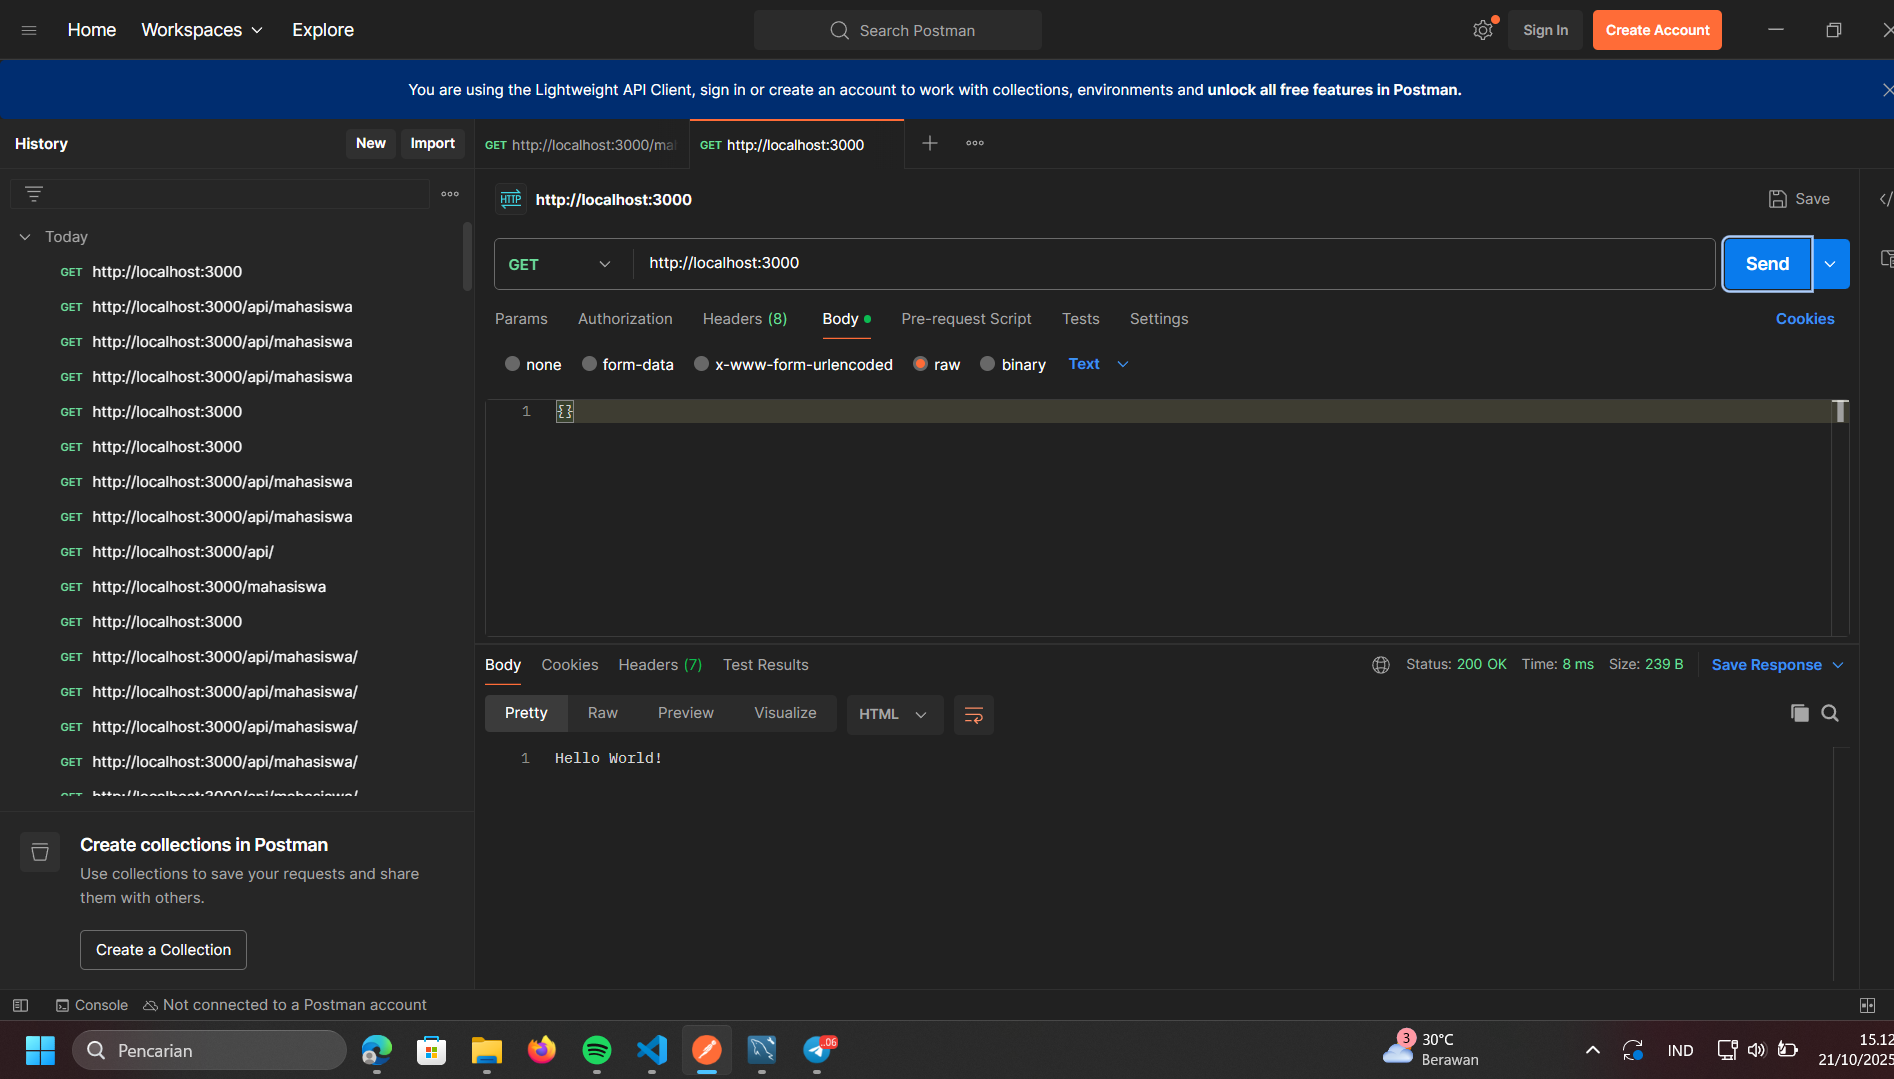 Home Workspaces Explore Search Postman Sign In Create Account
You are using the Lightweight API Client, sign in or create an account to work with collections, environments and unlock all free features in Postman.
History New Import
GET http://localhost:3000/ma
GET http://localhost:3000
HTTP http://localhost:3000 Save
Today
GET http://localhost:3000
GET http://localhost:3000/api/mahasiswa
GET http://localhost:3000/api/mahasiswa
GET http://localhost:3000/api/mahasiswa
GET http://localhost:3000
GET http://localhost:3000
GET http://localhost:3000/api/mahasiswa
GET http://localhost:3000/api/mahasiswa
GET http://localhost:3000/api/
GET http://localhost:3000/mahasiswa
GET http://localhost:3000
GET http://localhost:3000/api/mahasiswa/
GET http://localhost:3000/api/mahasiswa/
GET http://localhost:3000/api/mahasiswa/
GET http://localhost:3000/api/mahasiswa/
GET http://localhost:3000/api/mahasiswa/
GET http://localhost:3000 Send
Params Authorization Headers (8) Body Pre-request Script Tests Settings Cookies
none form-data x-www-form-urlencoded raw binary Text
1 {}
Body Cookies Headers (7) Test Results Status: 200 OK Time: 8 ms Size: 239 B Save Response
Pretty Raw Preview Visualize HTML
1 Hello World!
Create collections in Postman
Use collections to save your requests and share
them with others.
Create a Collection
Console Not connected to a Postman account
Pencarian
.06
3 30°C
Berawan
IND
15.12
21/10/2025